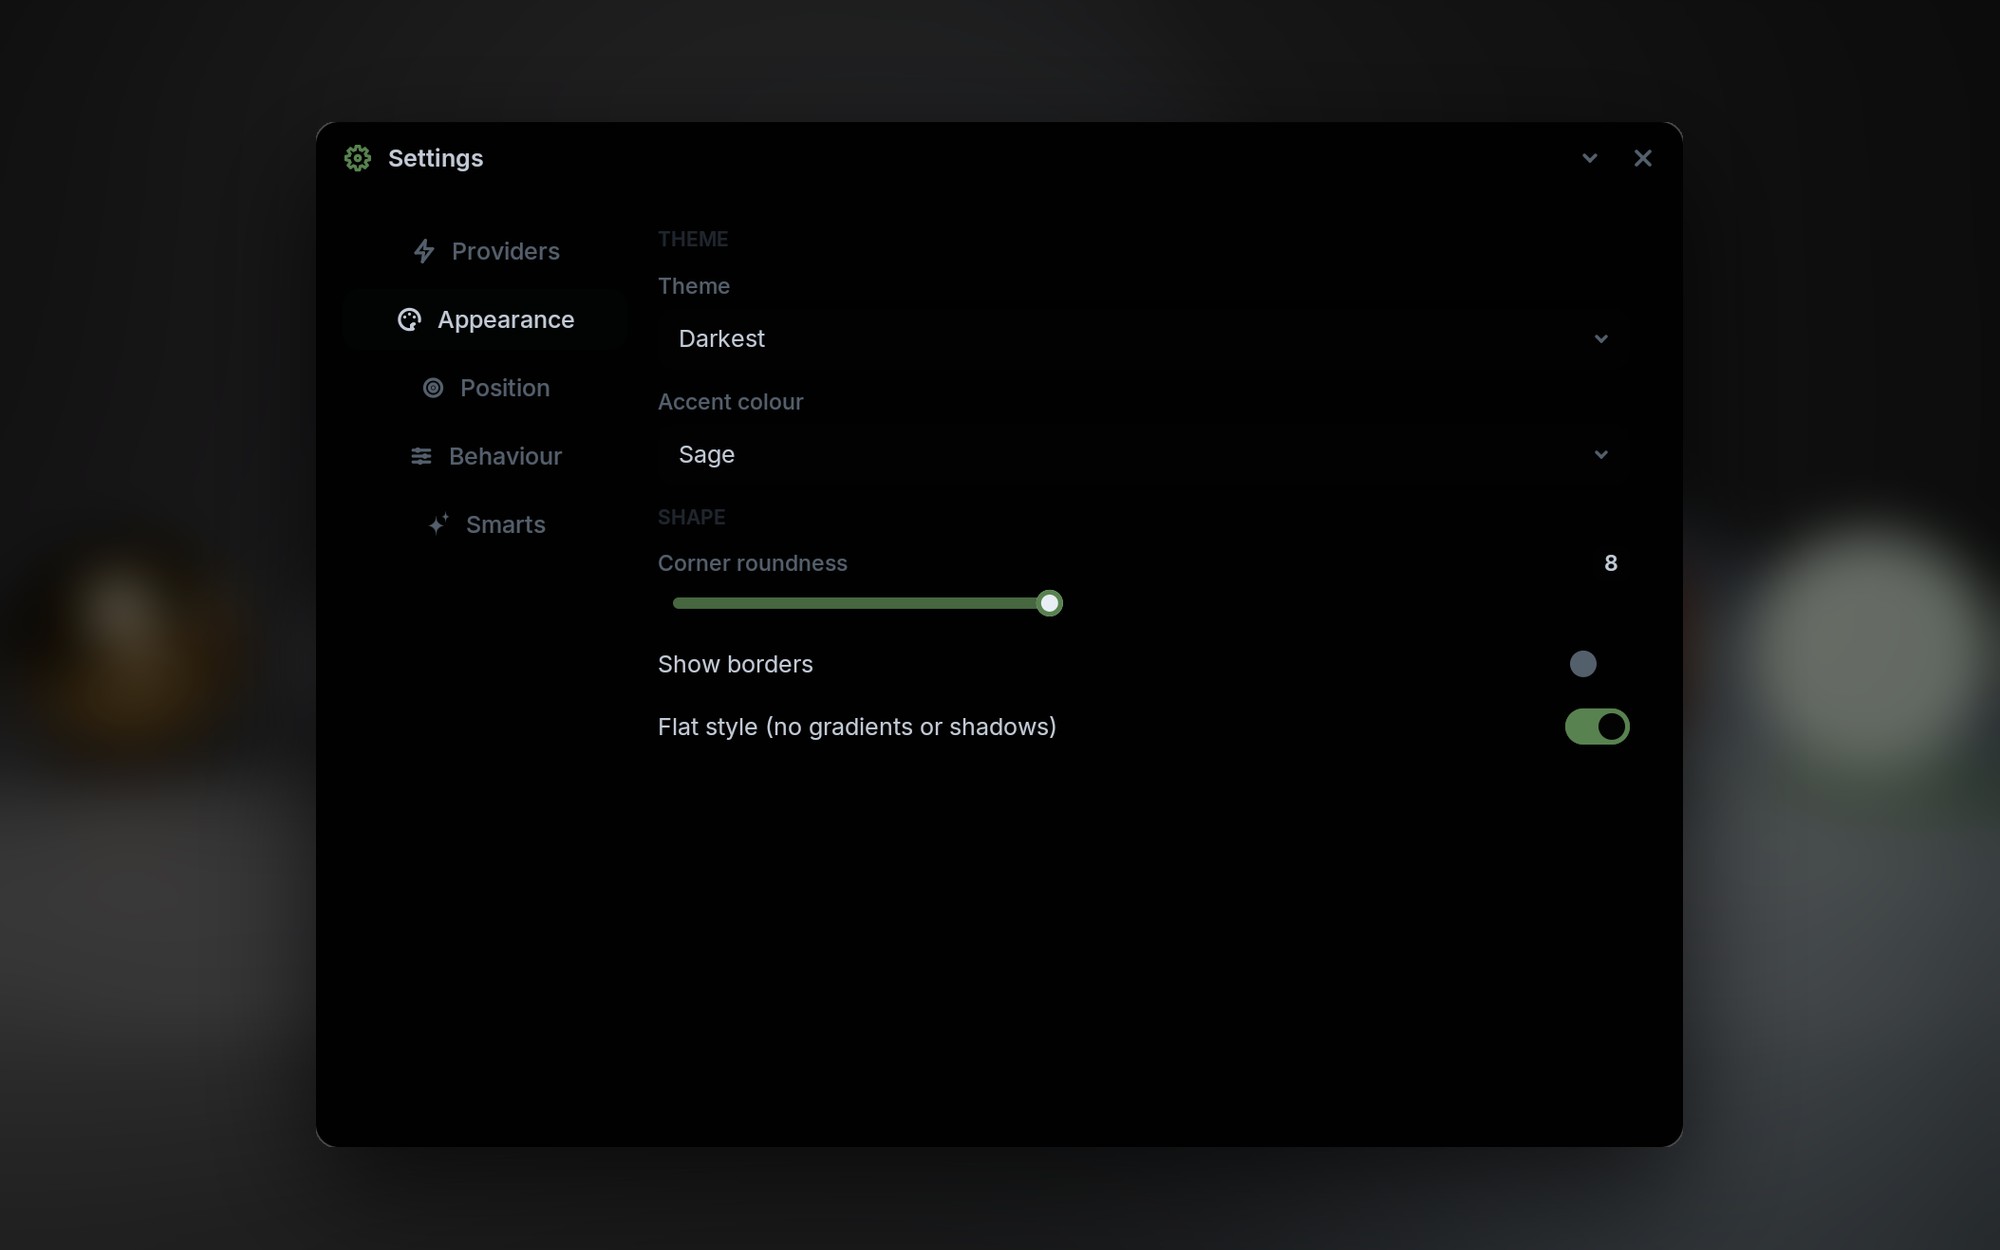 Settings
Providers
Appearance
Position
Behaviour
Smarts
THEME
Theme
Darkest
Accent colour
Sage
SHAPE
Corner roundness 8
Show borders
Flat style (no gradients or shadows)